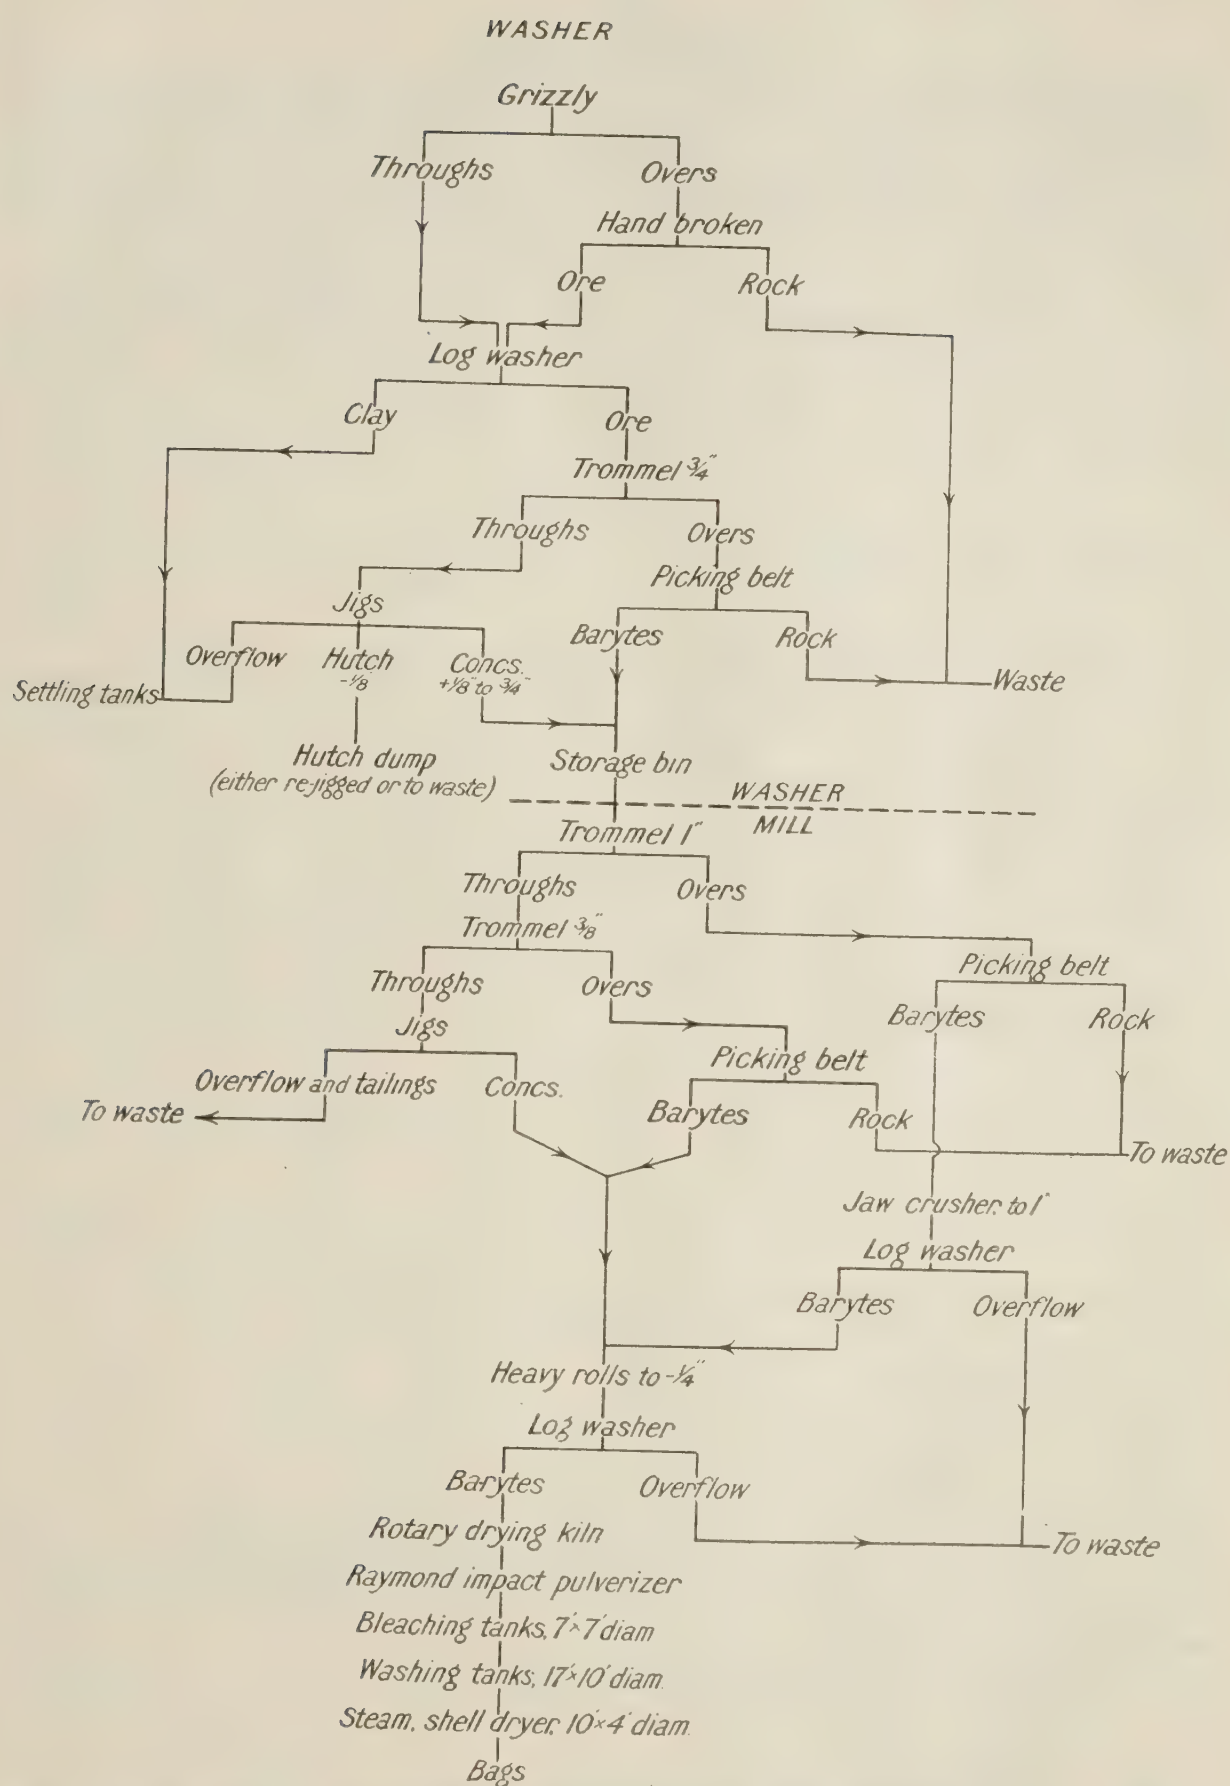 WASHER
Grizzly
Throughs Overs
Hand broken
Ore Rock
Log washer
Clay Ore
Trommel 3/4"
Throughs Overs
Picking belt
Jigs
Barytes Rock
Overflow Hutch Concs.
-1/8" +1/8" to 3/4"
Settling tanks Waste
Hutch dump Storage bin
(either re-jigged or to waste)
WASHER
MILL
Trommel 1"
Throughs Overs
Trommel 3/8"
Picking belt
Throughs Overs
Barytes Rock
Jigs
Picking belt
Overflow and tailings Concs.
To waste Barytes Rock
To waste
Jaw crusher, to 1"
Log washer
Barytes Overflow
Heavy rolls to -1/4"
Log washer
Barytes Overflow
Rotary drying kiln
To waste
Raymond impact pulverizer
Bleaching tanks, 7'×7' diam
Washing tanks, 17'×10' diam.
Steam, shell dryer, 10'×4' diam.
Bags